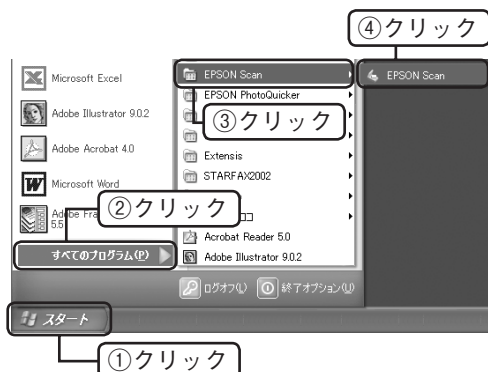 ④クリック
Microsoft Excel
EPSON Scan
EPSON Scan
EPSON PhotoQuicker
Adobe Illustrator 9.0.2
③クリック
Adobe Acrobat 4.0
Extensis
STARFAX2002
Microsoft Word
②クリック
Adobe Fra
5.5
コ
Acrobat Reader 5.0
すべてのプログラム(P)
Adobe Illustrator 9.0.2
ログオフ(L)
終了オプション(U)
スタート
①クリック